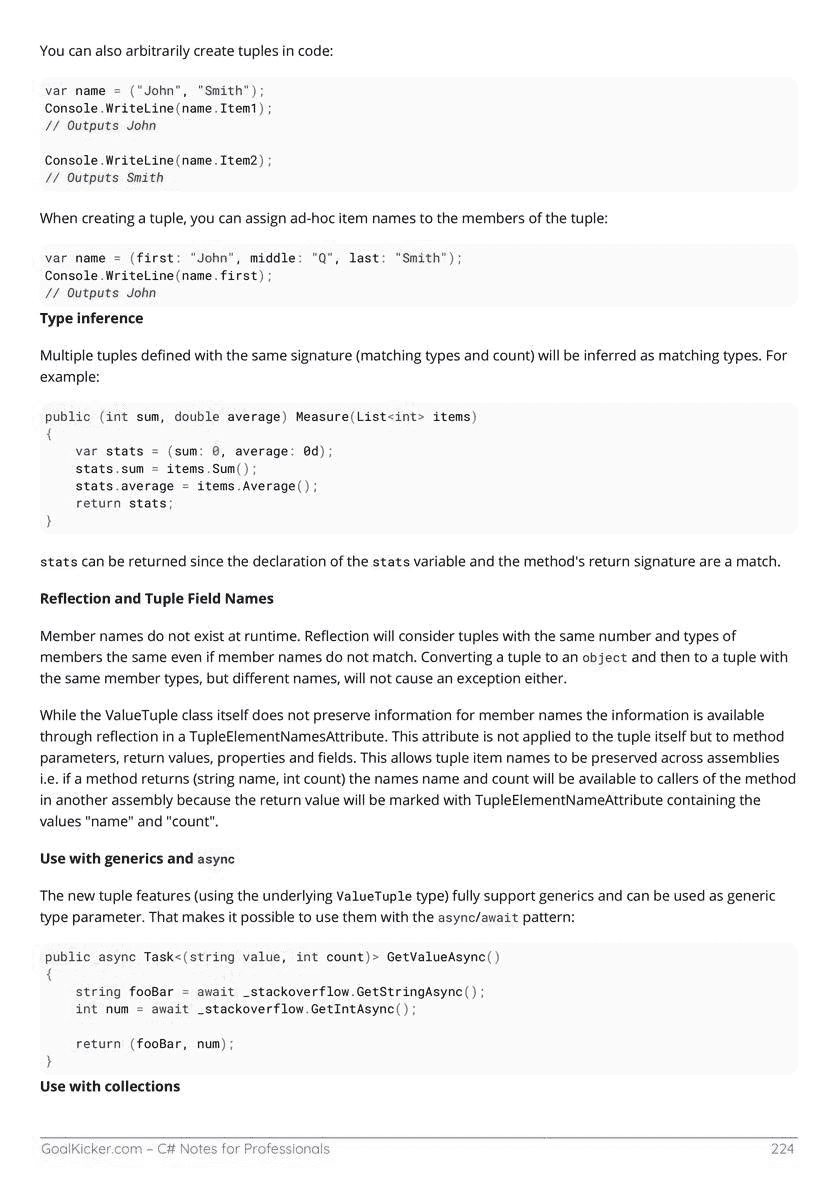 You can also arbitrarily create tuples in code:
var name = ("John", "Smith");
Console.WriteLine(name.Item1);
// Outputs John
Console.WriteLine(name.Item2);
// Outputs Smith
When creating a tuple, you can assign ad-hoc item names to the members of the tuple:
var name = (first: "John", middle: "Q", last: "Smith");
Console.WriteLine(name.first);
// Outputs John
Type inference
Multiple tuples defined with the same signature (matching types and count) will be inferred as matching types. For
example:
public (int sum, double average) Measure(List<int> items)
{
    var stats = (sum: 0, average: 0d);
    stats.sum = items.Sum();
    stats.average = items.Average();
    return stats;
}
stats can be returned since the declaration of the stats variable and the method's return signature are a match.
Reflection and Tuple Field Names
Member names do not exist at runtime. Reflection will consider tuples with the same number and types of
members the same even if member names do not match. Converting a tuple to an object and then to a tuple with
the same member types, but different names, will not cause an exception either.
While the ValueTuple class itself does not preserve information for member names the information is available
through reflection in a TupleElementNamesAttribute. This attribute is not applied to the tuple itself but to method
parameters, return values, properties and fields. This allows tuple item names to be preserved across assemblies
i.e. if a method returns (string name, int count) the names name and count will be available to callers of the method
in another assembly because the return value will be marked with TupleElementNameAttribute containing the
values "name" and "count".
Use with generics and async
The new tuple features (using the underlying ValueTuple type) fully support generics and can be used as generic
type parameter. That makes it possible to use them with the async/await pattern:
public async Task<(string value, int count)> GetValueAsync()
{
    string fooBar = await _stackoverflow.GetStringAsync();
    int num = await _stackoverflow.GetIntAsync();
    return (fooBar, num);
}
Use with collections
GoalKicker.com – C# Notes for Professionals 224